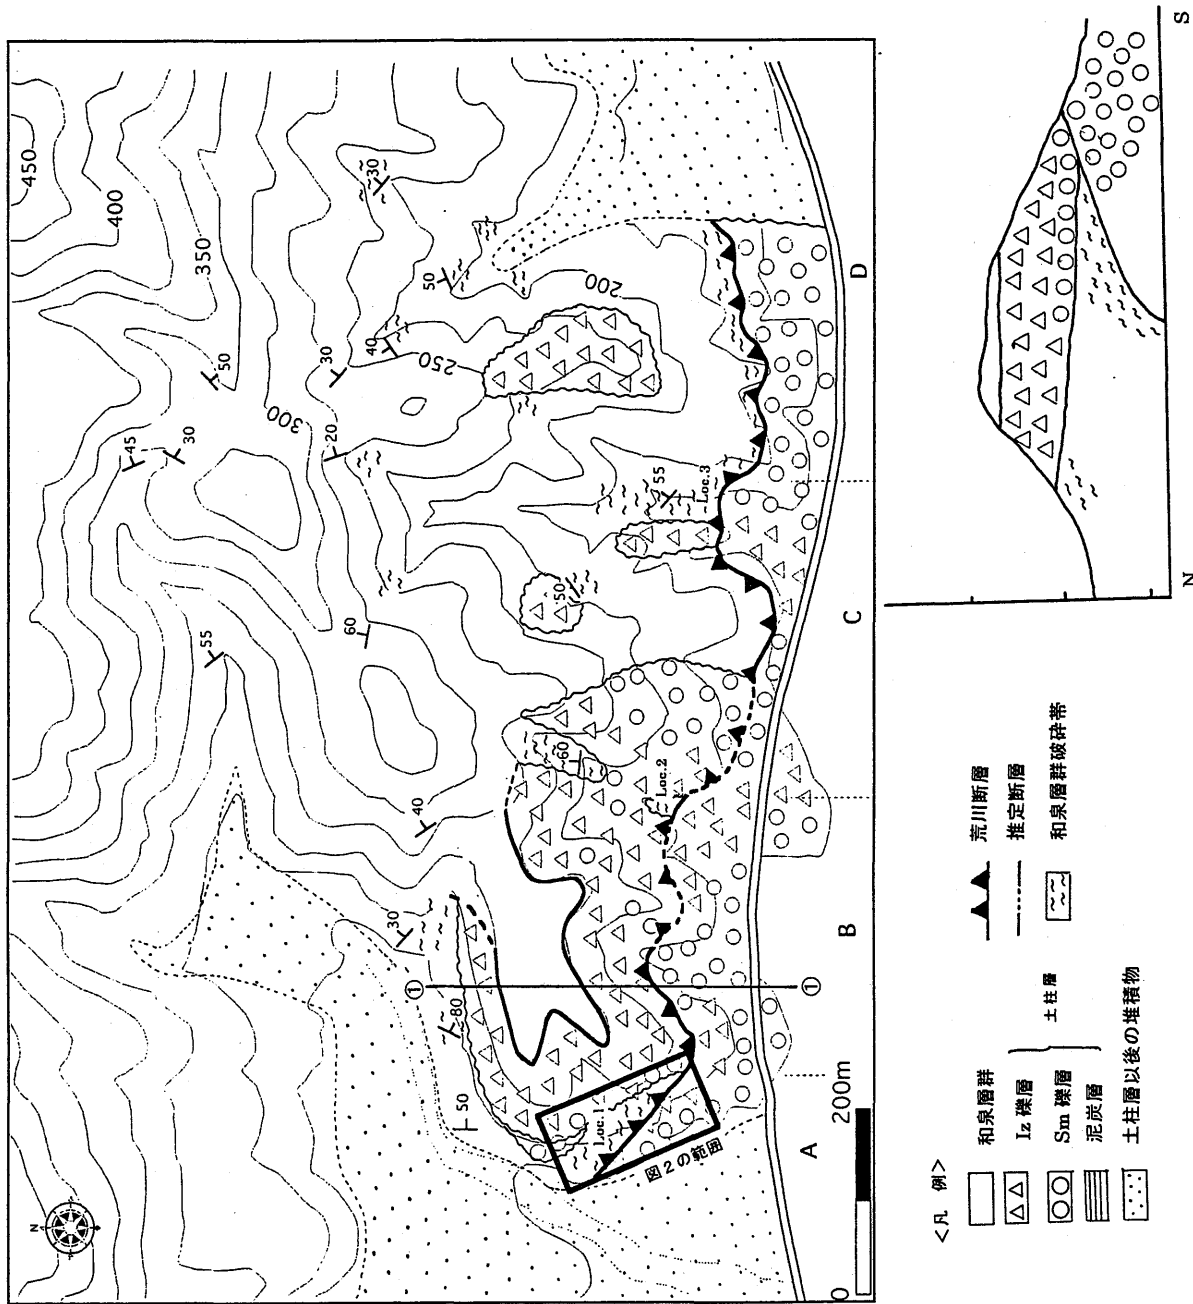 450
400
350
300
250
200
50
45
30
50
30
20
40
50
30
55
60
40
30
80
50
60
50
55
Loc.1
Loc.2
Loc.3
図2の範囲
①
①
A
B
C
D
N
0
200m
<凡 例>
和泉層群
Iz 礫層
Sm 礫層
泥炭層
土柱層
土柱層以後の堆積物
荒川断層
推定断層
和泉層群破砕帯
N
S